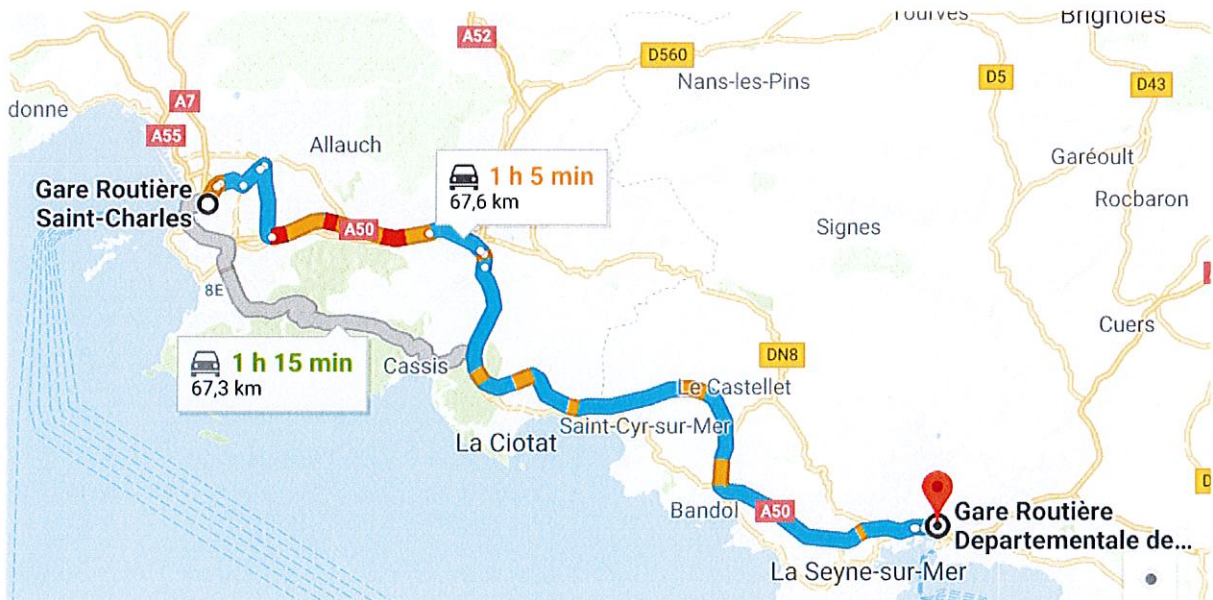 Tourves
Brignoles
A52
D560
Nans-les-Pins
D5
D43
donne
A7
A55
Allauch
Garéoult
Rocbaron
1 h 5 min
67,6 km
Gare Routière
Saint-Charles
A50
Signes
8E
Cuers
1 h 15 min
67,3 km
Cassis
DN8
Le Castellet
La Ciotat
Saint-Cyr-sur-Mer
Bandol
A50
Gare Routière
Departementale de...
La Seyne-sur-Mer